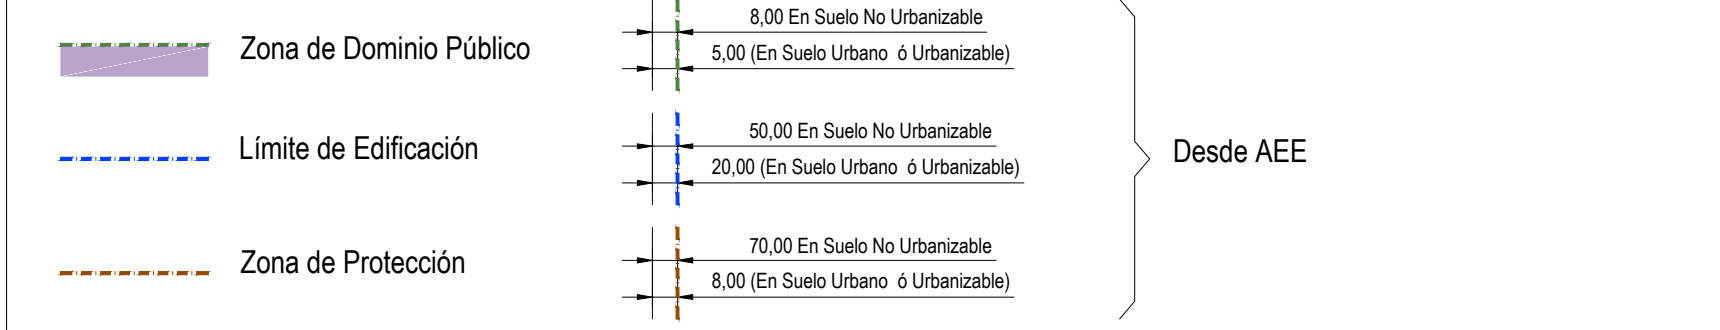 8,00 En Suelo No Urbanizable
Zona de Dominio Público
5,00 (En Suelo Urbano ó Urbanizable)
50,00 En Suelo No Urbanizable
Límite de Edificación
Desde AEE
20,00 (En Suelo Urbano ó Urbanizable)
70,00 En Suelo No Urbanizable
Zona de Protección
8,00 (En Suelo Urbano ó Urbanizable)